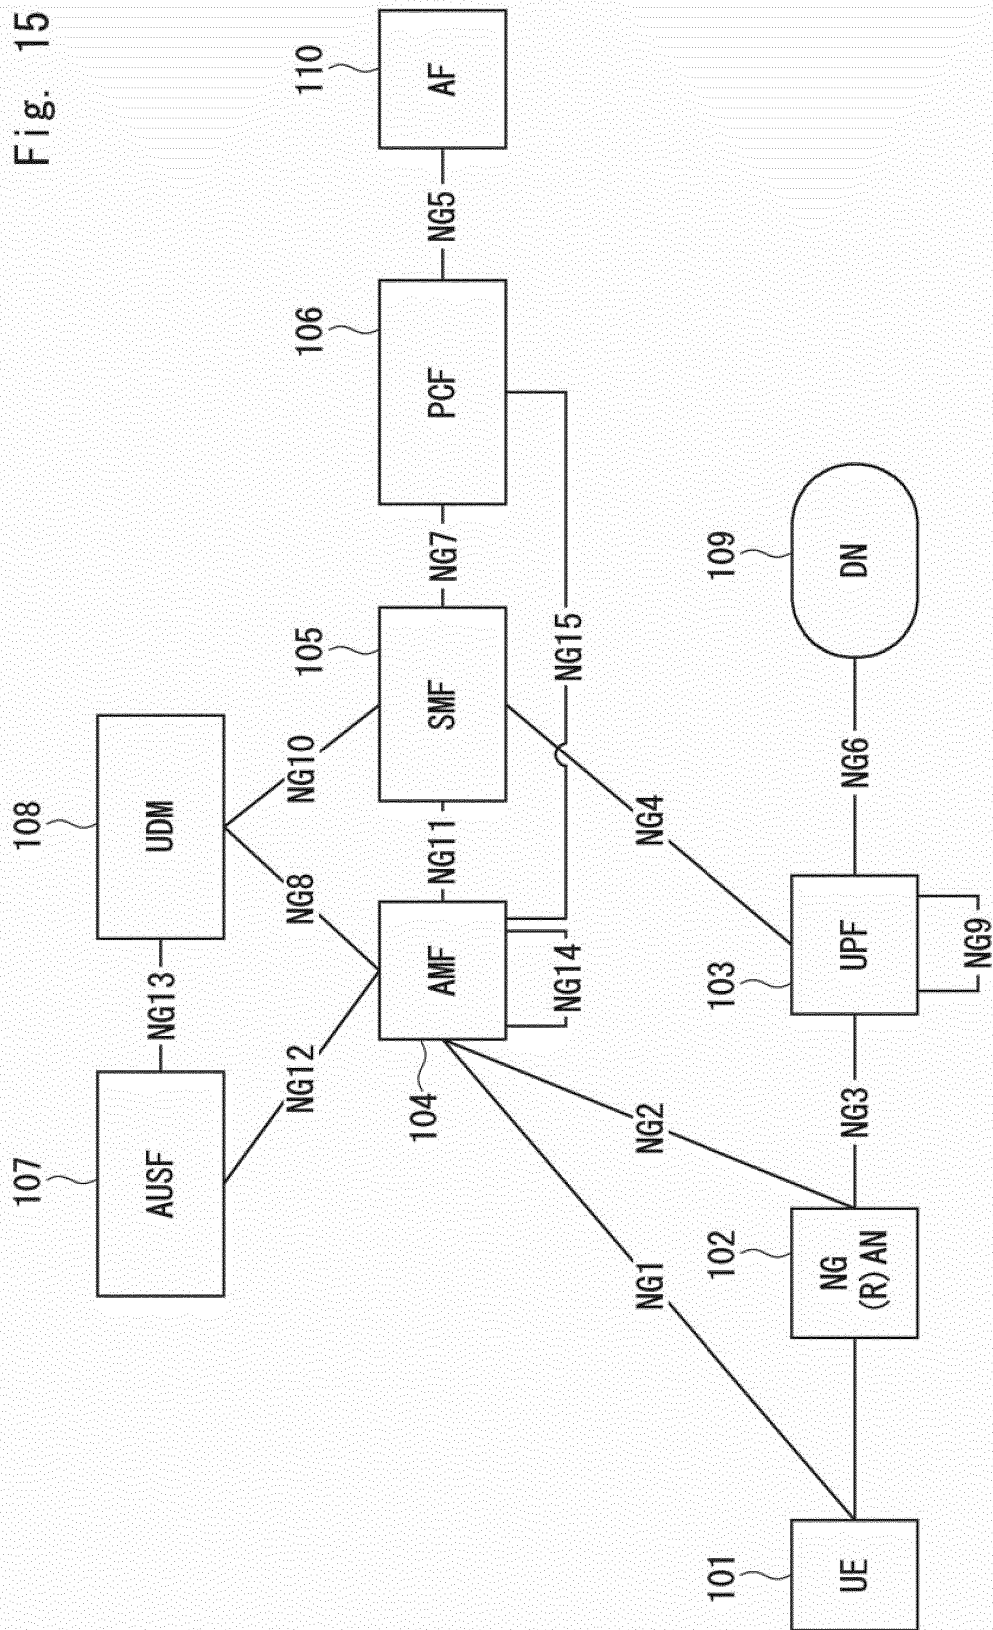 Fig. 15
107
108
AUSF
NG13
UDM
NG12
NG8
NG10
104
105
106
110
AMF
NG11
SMF
NG7
PCF
NG5
AF
NG14
NG15
NG1
NG2
NG4
101
102
103
109
UE
NG
(R)AN
NG3
UPF
NG6
DN
NG9